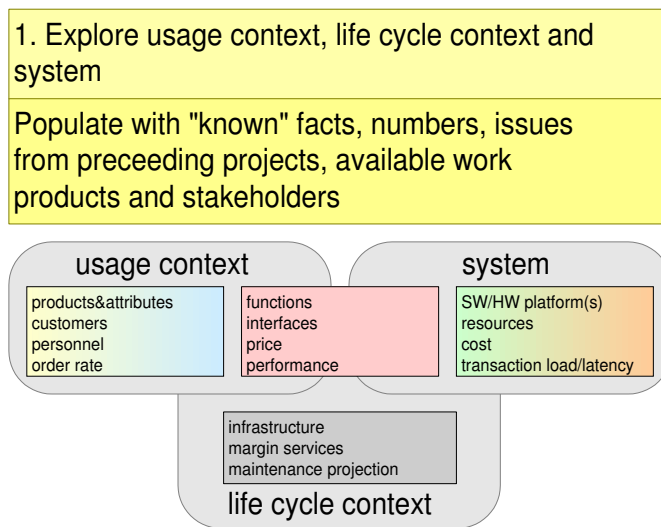 1. Explore usage context, life cycle context and
system
Populate with "known" facts, numbers, issues
from preceeding projects, available work
products and stakeholders
usage context
system
products&attributes
customers
personnel
order rate
functions
interfaces
price
performance
SW/HW platform(s)
resources
cost
transaction load/latency
infrastructure
margin services
maintenance projection
life cycle context